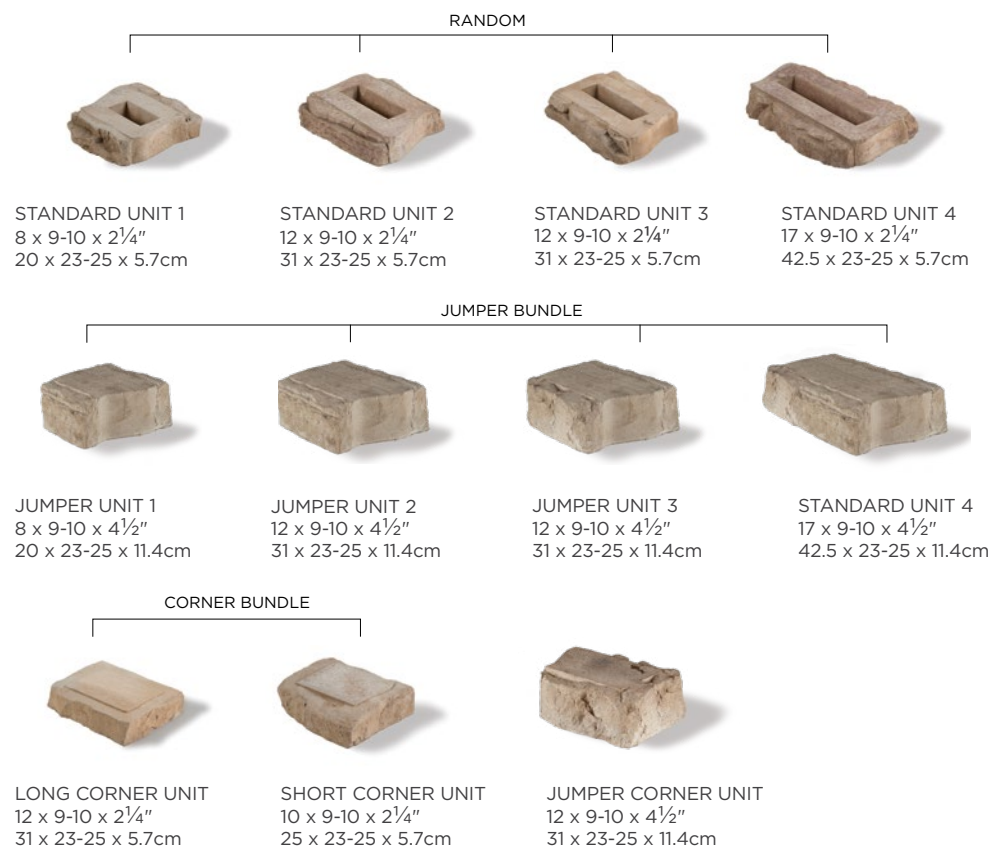 RANDOM
STANDARD UNIT 1
8 x 9-10 x 2¼"
20 x 23-25 x 5.7cm
STANDARD UNIT 2
12 x 9-10 x 2¼"
31 x 23-25 x 5.7cm
STANDARD UNIT 3
12 x 9-10 x 2¼"
31 x 23-25 x 5.7cm
STANDARD UNIT 4
17 x 9-10 x 2¼"
42.5 x 23-25 x 5.7cm
JUMPER BUNDLE
JUMPER UNIT 1
8 x 9-10 x 4½"
20 x 23-25 x 11.4cm
JUMPER UNIT 2
12 x 9-10 x 4½"
31 x 23-25 x 11.4cm
JUMPER UNIT 3
12 x 9-10 x 4½"
31 x 23-25 x 11.4cm
STANDARD UNIT 4
17 x 9-10 x 4½"
42.5 x 23-25 x 11.4cm
CORNER BUNDLE
LONG CORNER UNIT
12 x 9-10 x 2¼"
31 x 23-25 x 5.7cm
SHORT CORNER UNIT
10 x 9-10 x 2¼"
25 x 23-25 x 5.7cm
JUMPER CORNER UNIT
12 x 9-10 x 4½"
31 x 23-25 x 11.4cm